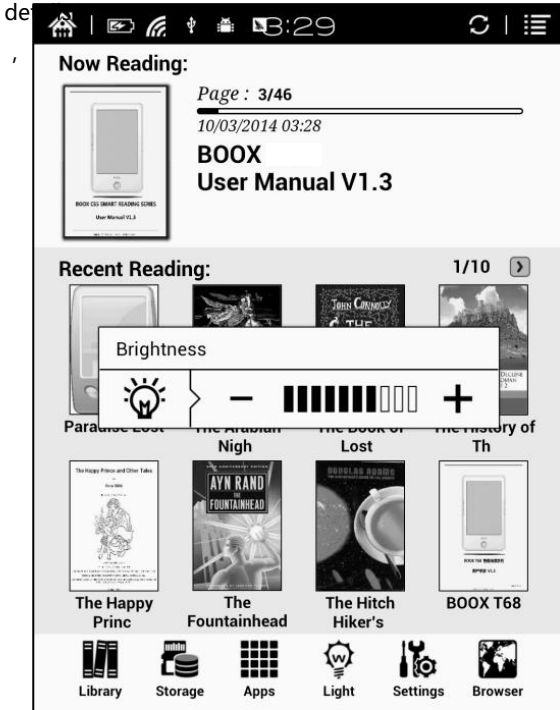 3:29
Now Reading:
Page : 3/46
10/03/2014 03:28
BOOX
User Manual V1.3
BOOX C65 SMART READING SERIES
User Manual V1.3
Recent Reading:
1/10
JOHN CONNOLLY
THE
DECLINE
Brightness
Paradise Lost
The Arabian Nigh
The Book of Lost
The History of Th
The Happy Prince and Other Tales
AYN RAND
THE
FOUNTAINHEAD
DOUGLAS ADAMS
The Happy Princ
The Fountainhead
The Hitch Hiker's
BOOX T68
Library
Storage
Apps
Light
Settings
Browser